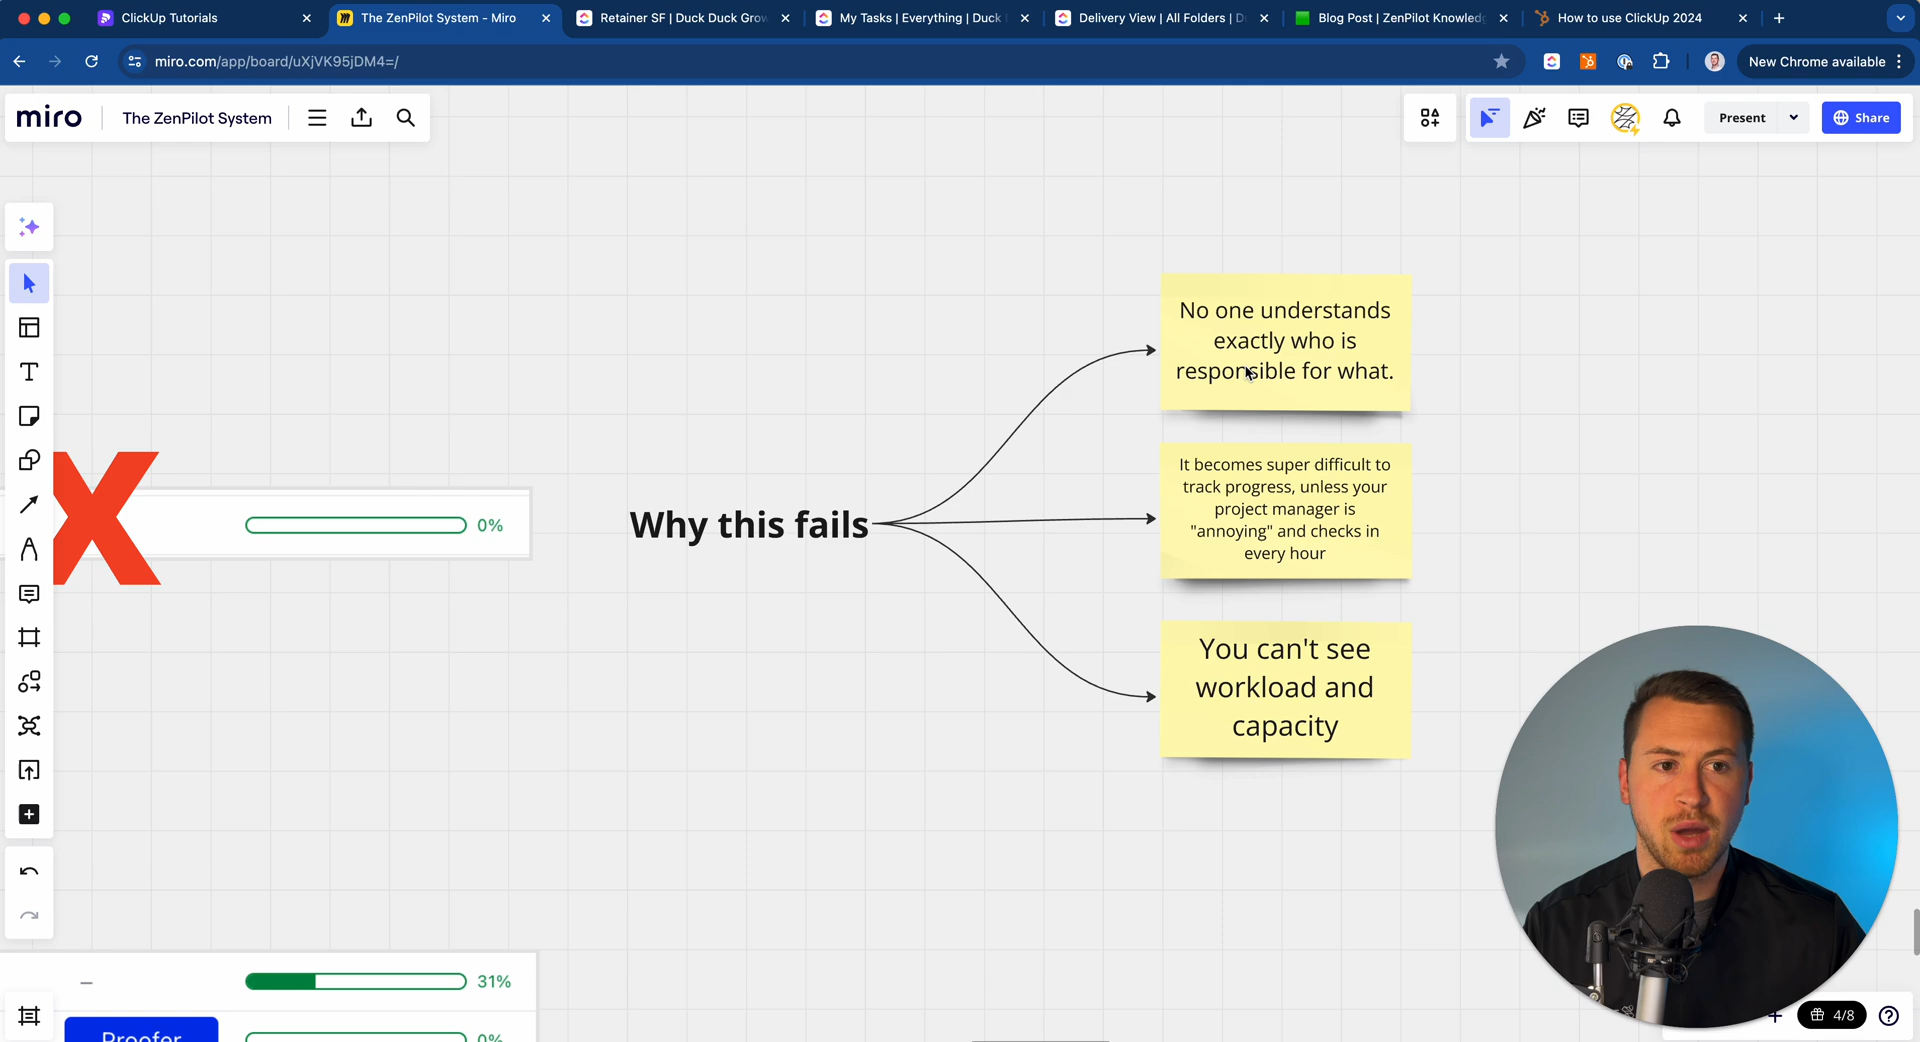 ClickUp Tutorials
The ZenPilot System - Miro
Retainer SF | Duck Duck Grow
My Tasks | Everything | Duck
Delivery View | All Folders | D
Blog Post | ZenPilot Knowledg
How to use ClickUp 2024
miro.com/app/board/uXjVK95jDM4=/
New Chrome available
miro
The ZenPilot System
Present
Share
No one understands
exactly who is
responsible for what.
It becomes super difficult to
track progress, unless your
project manager is
"annoying" and checks in
every hour
X
0%
Why this fails
You can't see
workload and
capacity
–
31%
Proofer
0%
4/8